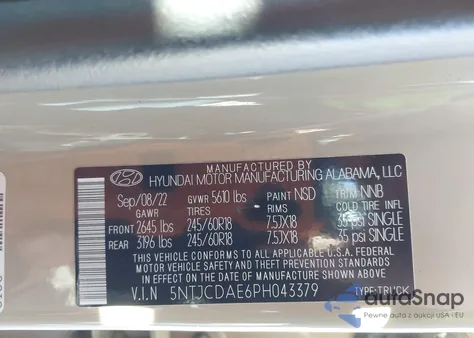 MANUFACTURED BY
HYUNDAI MOTOR MANUFACTURING ALABAMA, LLC
Sep/08/22 GVWR 5610 lbs PAINT NSD TRIM NNB
GAWR TIRES RIMS COLD TIRE INFL
FRONT 2645 lbs 245/60R18 7.5JX18 35 psi SINGLE
REAR 3196 lbs 245/60R18 7.5JX18 35 psi SINGLE
THIS VEHICLE CONFORMS TO ALL APPLICABLE U.S.A. FEDERAL
MOTOR VEHICLE SAFETY AND THEFT PREVENTION STANDARDS IN
EFFECT ON THE DATE OF MANUFACTURE SHOWN ABOVE.
V.I.N 5NTJCDAE6PH043379 TYPE:TRUCK
autoSnap
Pewne auta z aukcji USA i EU